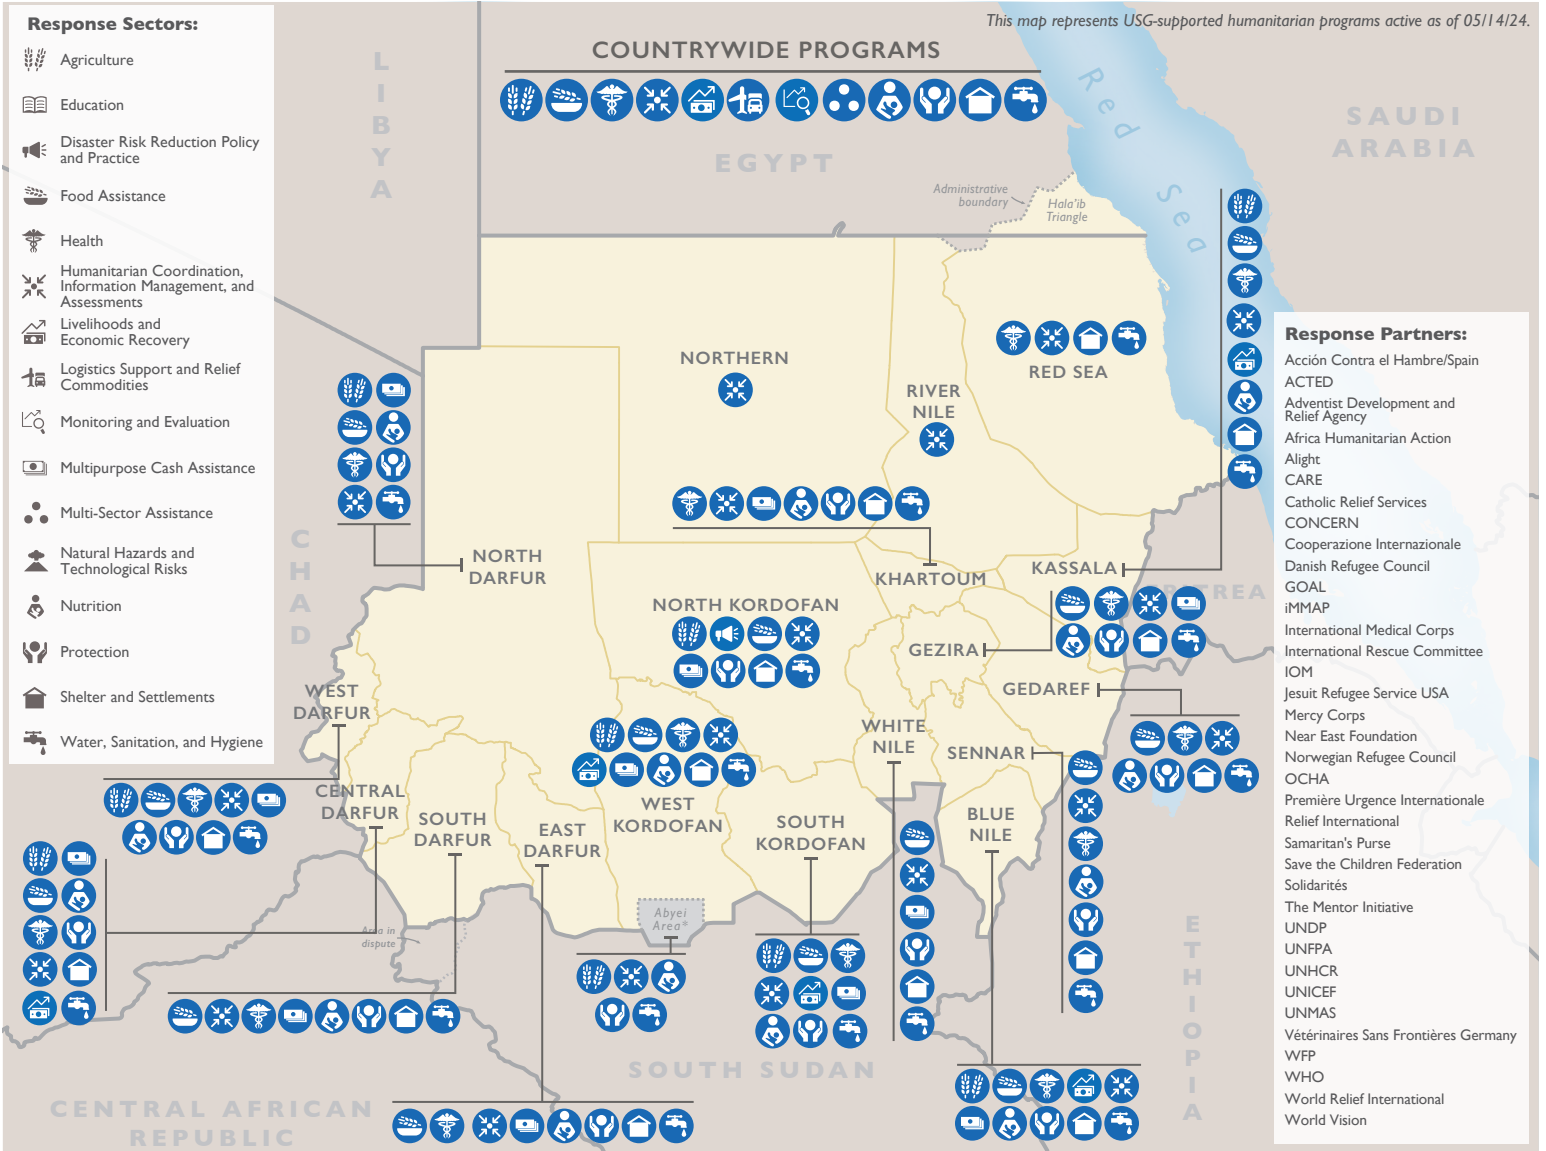 Response Sectors:
Agriculture
Education
Disaster Risk Reduction Policy
and Practice
Food Assistance
Health
Humanitarian Coordination,
Information Management, and
Assessments
Livelihoods and
Economic Recovery
Logistics Support and Relief
Commodities
Monitoring and Evaluation
Multipurpose Cash Assistance
Multi-Sector Assistance
Natural Hazards and
Technological Risks
Nutrition
Protection
Shelter and Settlements
Water, Sanitation, and Hygiene
This map represents USG-supported humanitarian programs active as of 05/14/24.
COUNTRYWIDE PROGRAMS
LIBYA
EGYPT
Red Sea
SAUDI
ARABIA
Administrative
boundary
Hala'ib
Triangle
NORTHERN
RED SEA
RIVER
NILE
CHAD
NORTH
DARFUR
KHARTOUM
KASSALA
ERITREA
NORTH KORDOFAN
GEZIRA
GEDAREF
WEST
DARFUR
WHITE
NILE
SENNAR
CENTRAL
DARFUR
SOUTH
DARFUR
EAST
DARFUR
WEST
KORDOFAN
SOUTH
KORDOFAN
BLUE
NILE
Abyei
Area*
Area in
dispute
ETHIOPIA
SOUTH SUDAN
CENTRAL AFRICAN
REPUBLIC
Response Partners:
Acción Contra el Hambre/Spain
ACTED
Adventist Development and
Relief Agency
Africa Humanitarian Action
Alight
CARE
Catholic Relief Services
CONCERN
Cooperazione Internazionale
Danish Refugee Council
GOAL
iMMAP
International Medical Corps
International Rescue Committee
IOM
Jesuit Refugee Service USA
Mercy Corps
Near East Foundation
Norwegian Refugee Council
OCHA
Première Urgence Internationale
Relief International
Samaritan's Purse
Save the Children Federation
Solidarités
The Mentor Initiative
UNDP
UNFPA
UNHCR
UNICEF
UNMAS
Vétérinaires Sans Frontières Germany
WFP
WHO
World Relief International
World Vision